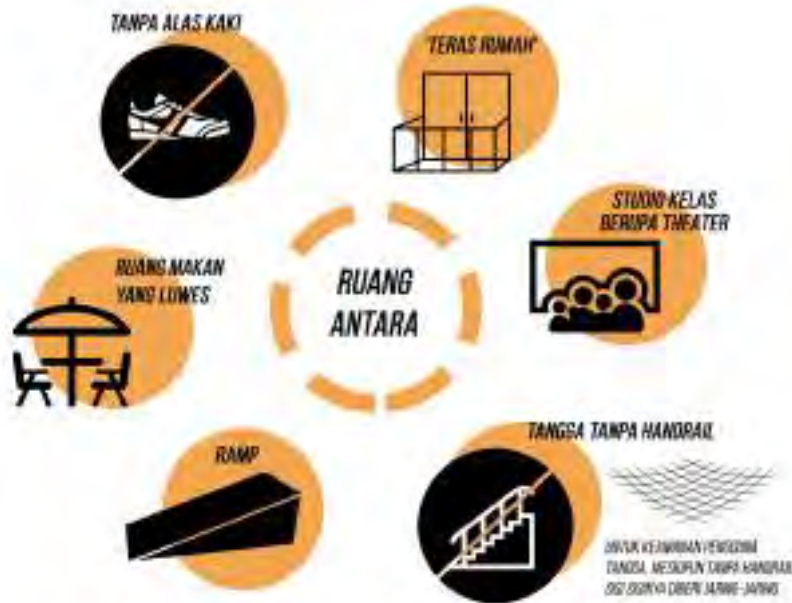 TANPA ALAS KAKI
"TERAS RUMAH"
STUDIO KELAS
BERUPA THEATER
RUANG MAKAN
YANG LUWES
RUANG
ANTARA
RAMP
TANGGA TANPA HANDRAIL
UNTUK KEAMANAN PENGGUNA
TANGGA, MESKIPUN TANPA HANDRAIL
DIBERI JARING-JARING